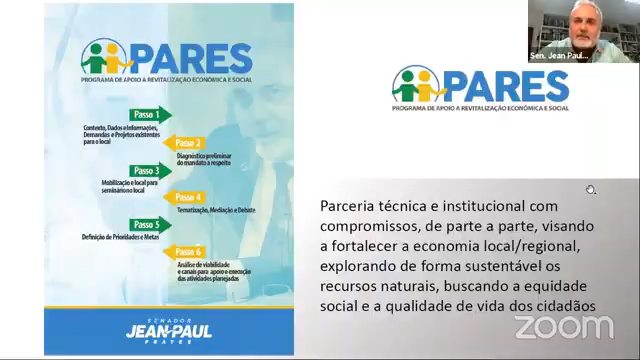 PARES
PROGRAMA DE APOIO A REVITALIZAÇÃO ECONÔMICA E SOCIAL
Passo 1
Contexto, Dados e Informações,
Demandas e Projetos existentes
para o local
Passo 2
Diagnóstico preliminar
do mandato a respeito
Passo 3
Mobilização e local para
seminário no local
Passo 4
Tematização, Mediação e Debate
Passo 5
Definição de Prioridades e Metas
Passo 6
Análise de viabilidade
e canais para apoio e execução
das atividades planejadas
SENADOR
JEAN PAUL
PRATES
Sen. Jean Paul...
PARES
PROGRAMA DE APOIO A REVITALIZAÇÃO ECONÔMICA E SOCIAL
Parceria técnica e institucional com
compromissos, de parte a parte, visando
a fortalecer a economia local/regional,
explorando de forma sustentável os
recursos naturais, buscando a equidade
social e a qualidade de vida dos cidadãos
zoom